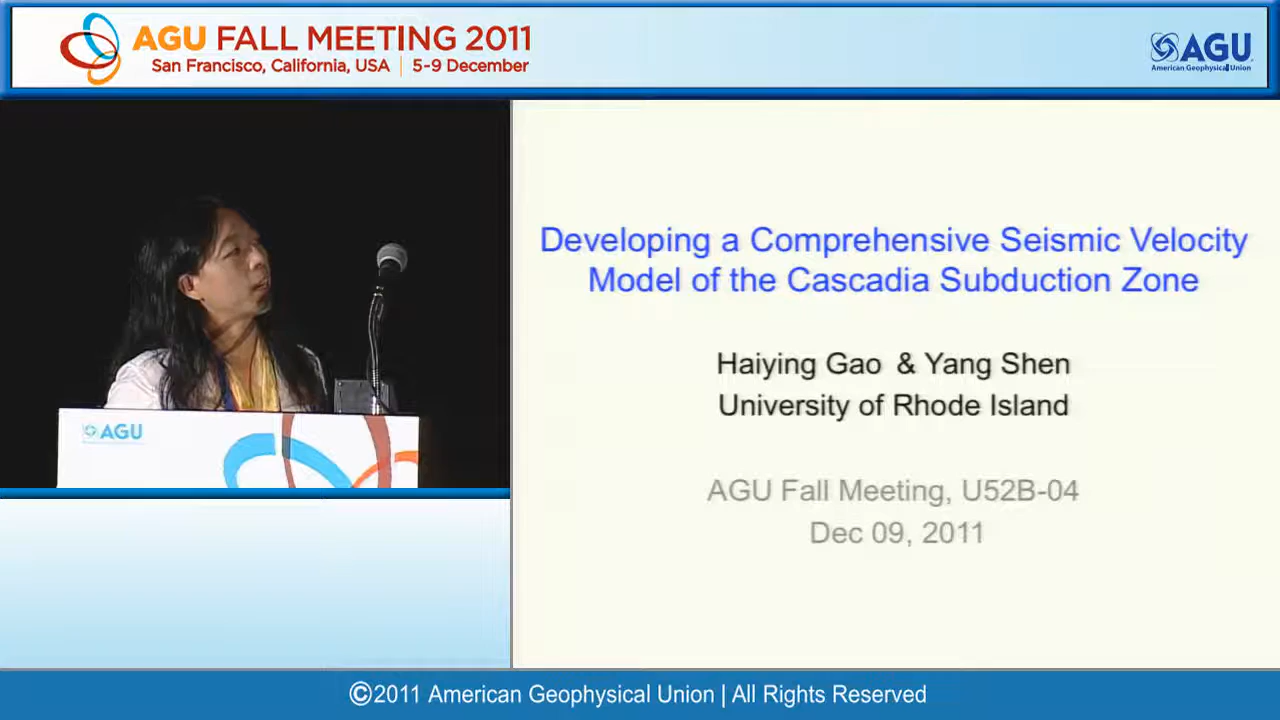 AGU FALL MEETING 2011
San Francisco, California, USA | 5-9 December
AGU
American Geophysical Union
AGU
Developing a Comprehensive Seismic Velocity
Model of the Cascadia Subduction Zone
Haiying Gao & Yang Shen
University of Rhode Island
AGU Fall Meeting, U52B-04
Dec 09, 2011
©2011 American Geophysical Union | All Rights Reserved